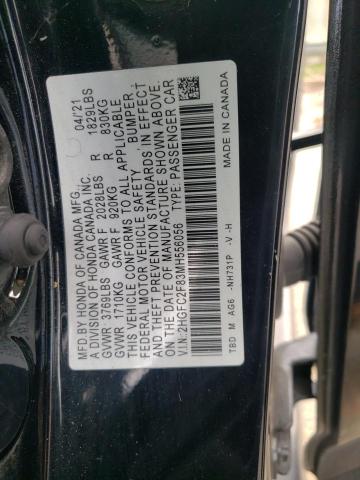 MFD.BY HONDA OF CANADA MFG., 04/21
A DIVISION OF HONDA CANADA INC.
GVWR 3769LBS GAWR F 2028LBS R 1829LBS
GVWR 1710KG GAWR F 920KG R 830KG
THIS VEHICLE CONFORMS TO ALL APPLICABLE
FEDERAL MOTOR VEHICLE SAFETY, BUMPER,
AND THEFT PREVENTION STANDARDS IN EFFECT
ON THE DATE OF MANUFACTURE SHOWN ABOVE.
V.I.N.:2HGFC2F83MH556056 TYPE: PASSENGER CAR
TBD M AG6 -NH731P -V -H MADE IN CANADA